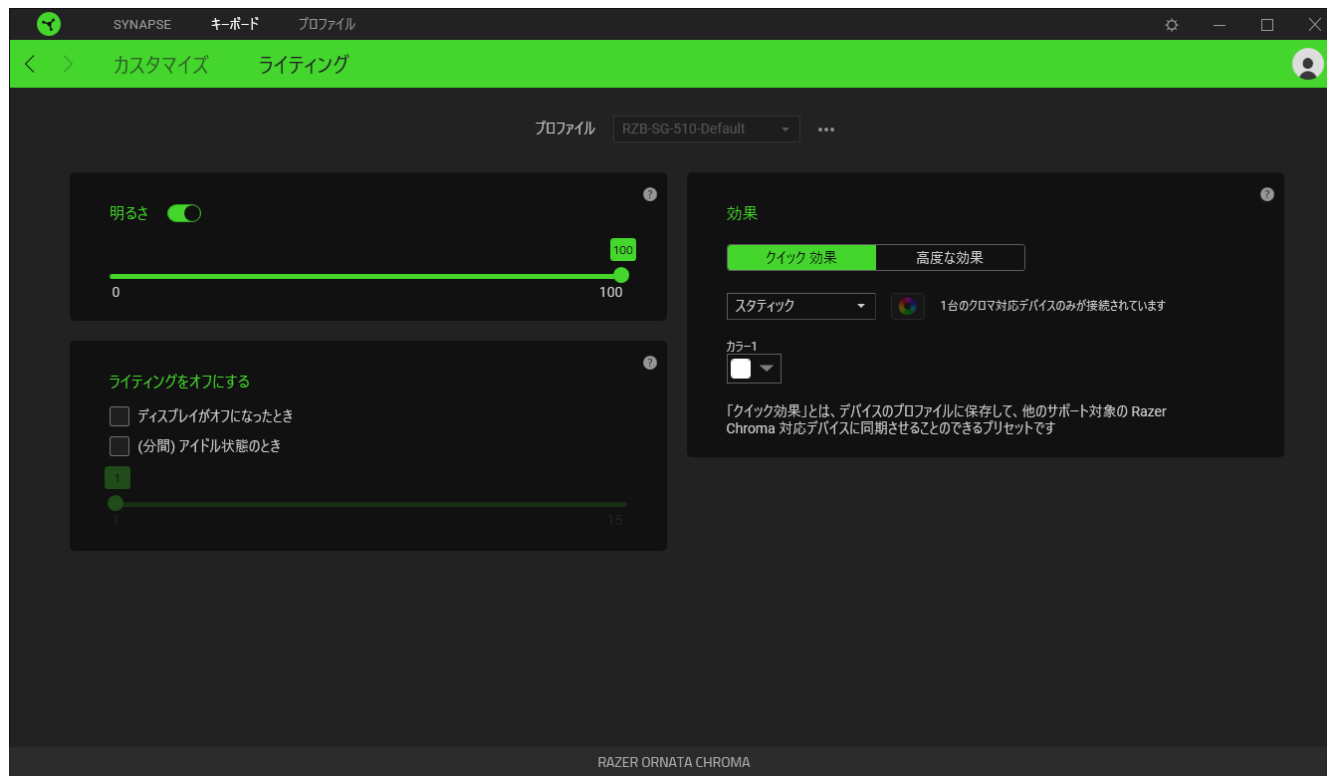 SYNAPSE キーボード プロファイル
カスタマイズ ライティング
プロファイル RZB-SG-510-Default
明るさ
100
0 100
ライティングをオフにする
ディスプレイがオフになったとき
(分間) アイドル状態のとき
1
1 15
効果
クイック 効果 高度な効果
スタティック 1台のクロマ対応デバイスのみが接続されています
カラー1
「クイック効果」とは、デバイスのプロファイルに保存して、他のサポート対象の Razer
Chroma 対応デバイスに同期させることのできるプリセットです
RAZER ORNATA CHROMA